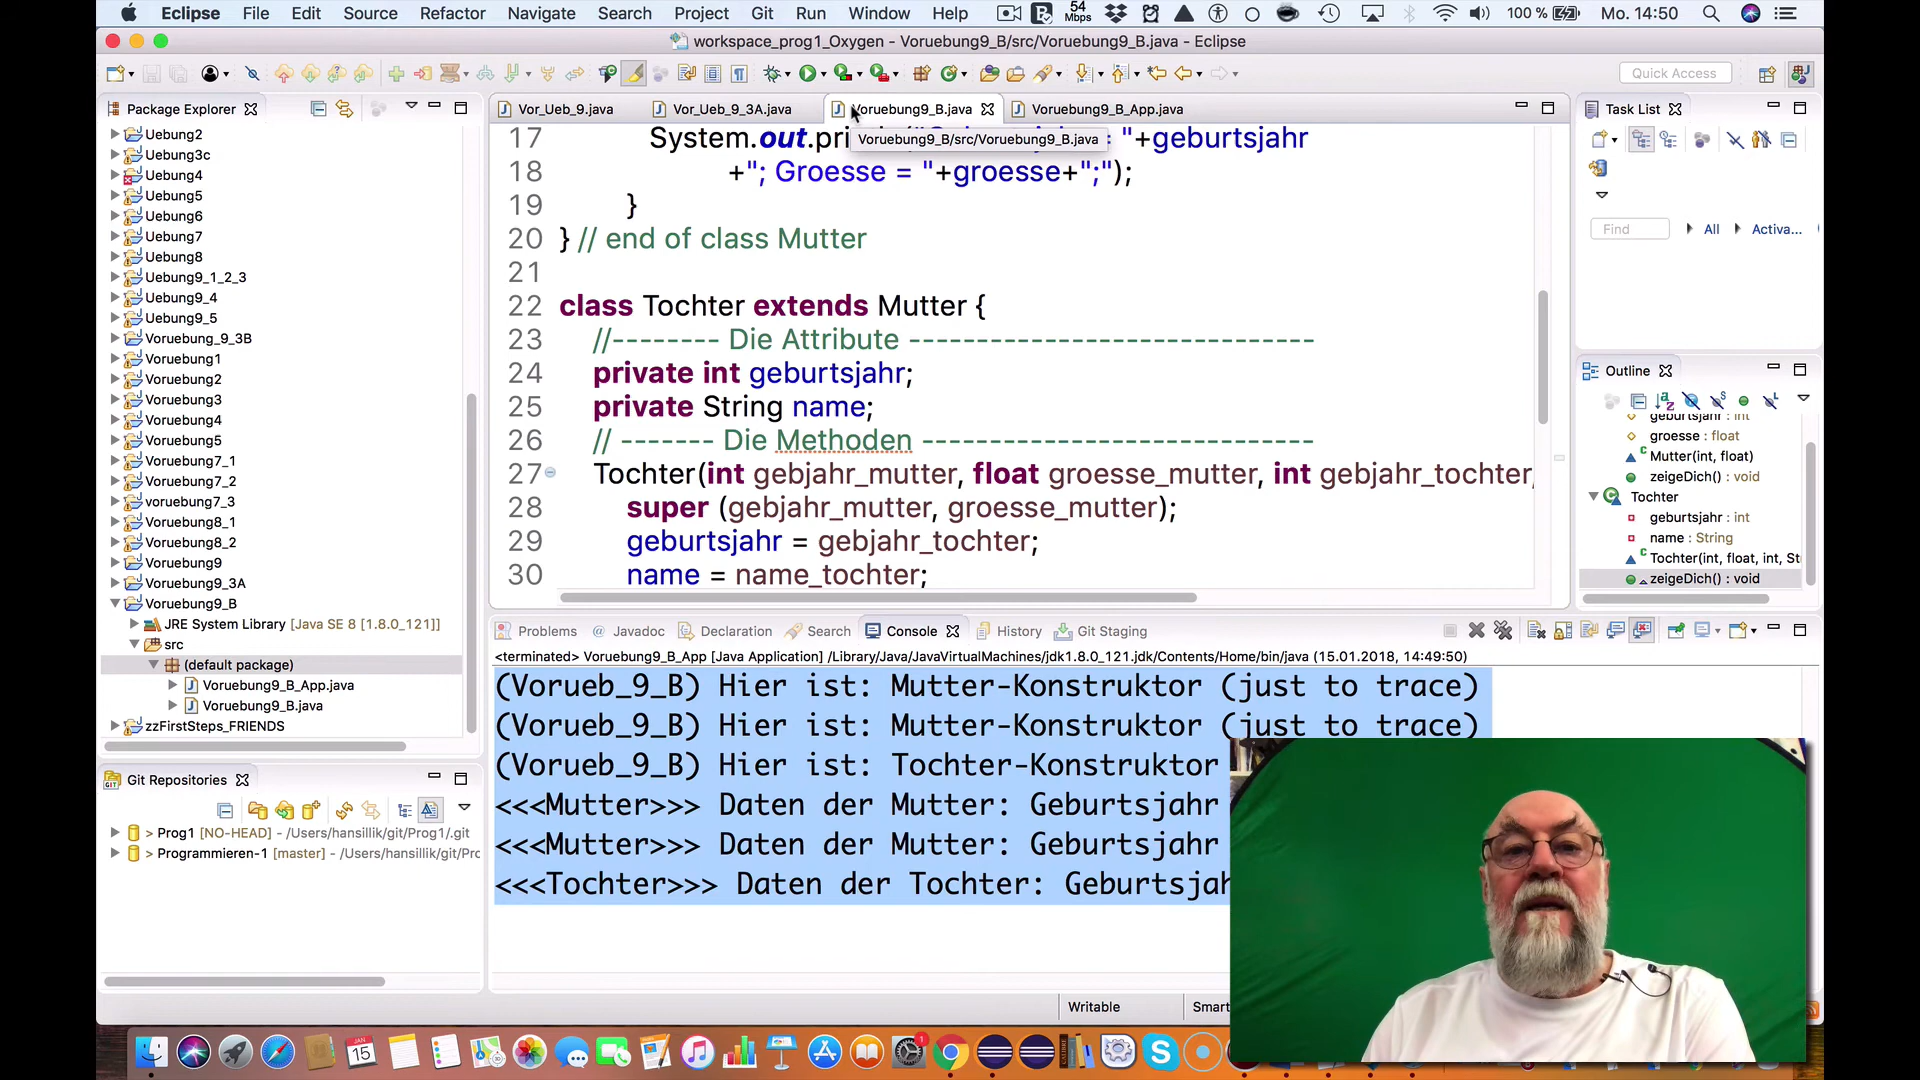 Eclipse File Edit Source Refactor Navigate Search Project Git Run Window Help 54 Mbps 100 % Mo. 14:50
workspace_prog1_Oxygen - Voruebung9_B/src/Voruebung9_B.java - Eclipse
Quick Access
Package Explorer
Uebung2
Uebung3c
Uebung4
Uebung5
Uebung6
Uebung7
Uebung8
Uebung9_1_2_3
Uebung9_4
Uebung9_5
Voruebung_9_3B
Voruebung1
Voruebung2
Voruebung3
Voruebung4
Voruebung5
Voruebung7_1
Voruebung7_2
voruebung7_3
Voruebung8_1
Voruebung8_2
Voruebung9
Voruebung9_3A
Voruebung9_B
JRE System Library [Java SE 8 [1.8.0_121]]
src
(default package)
Voruebung9_B_App.java
Voruebung9_B.java
zzFirstSteps_FRIENDS
Git Repositories
> Prog1 [NO-HEAD] - /Users/hansillik/git/Prog1/.git
> Programmieren-1 [master] - /Users/hansillik/git/Prc
Vor_Ueb_9.java Vor_Ueb_9_3A.java Voruebung9_B.java Voruebung9_B_App.java
Voruebung9_B/src/Voruebung9_B.java
17 System.out.pri "+geburtsjahr
18 +"; Groesse = "+groesse+";");
19 }
20 } // end of class Mutter
21
22 class Tochter extends Mutter {
23 //-------- Die Attribute -----------------------------
24 private int geburtsjahr;
25 private String name;
26 // ------- Die Methoden ----------------------------
27 Tochter(int gebjahr_mutter, float groesse_mutter, int gebjahr_tochter,
28 super (gebjahr_mutter, groesse_mutter);
29 geburtsjahr = gebjahr_tochter;
30 name = name_tochter;
Problems Javadoc Declaration Search Console History Git Staging
<terminated> Voruebung9_B_App [Java Application] /Library/Java/JavaVirtualMachines/jdk1.8.0_121.jdk/Contents/Home/bin/java (15.01.2018, 14:49:50)
(Vorueb_9_B) Hier ist: Mutter-Konstruktor (just to trace)
(Vorueb_9_B) Hier ist: Mutter-Konstruktor (just to trace)
(Vorueb_9_B) Hier ist: Tochter-Konstruktor
<<<Mutter>>> Daten der Mutter: Geburtsjahr
<<<Mutter>>> Daten der Mutter: Geburtsjahr
<<<Tochter>>> Daten der Tochter: Geburtsjah
Writable Smart
Task List
Find All Activa...
Outline
geburtsjahr : int
groesse : float
Mutter(int, float)
zeigeDich() : void
Tochter
geburtsjahr : int
name : String
Tochter(int, float, int, St
zeigeDich() : void
JAN
15
1